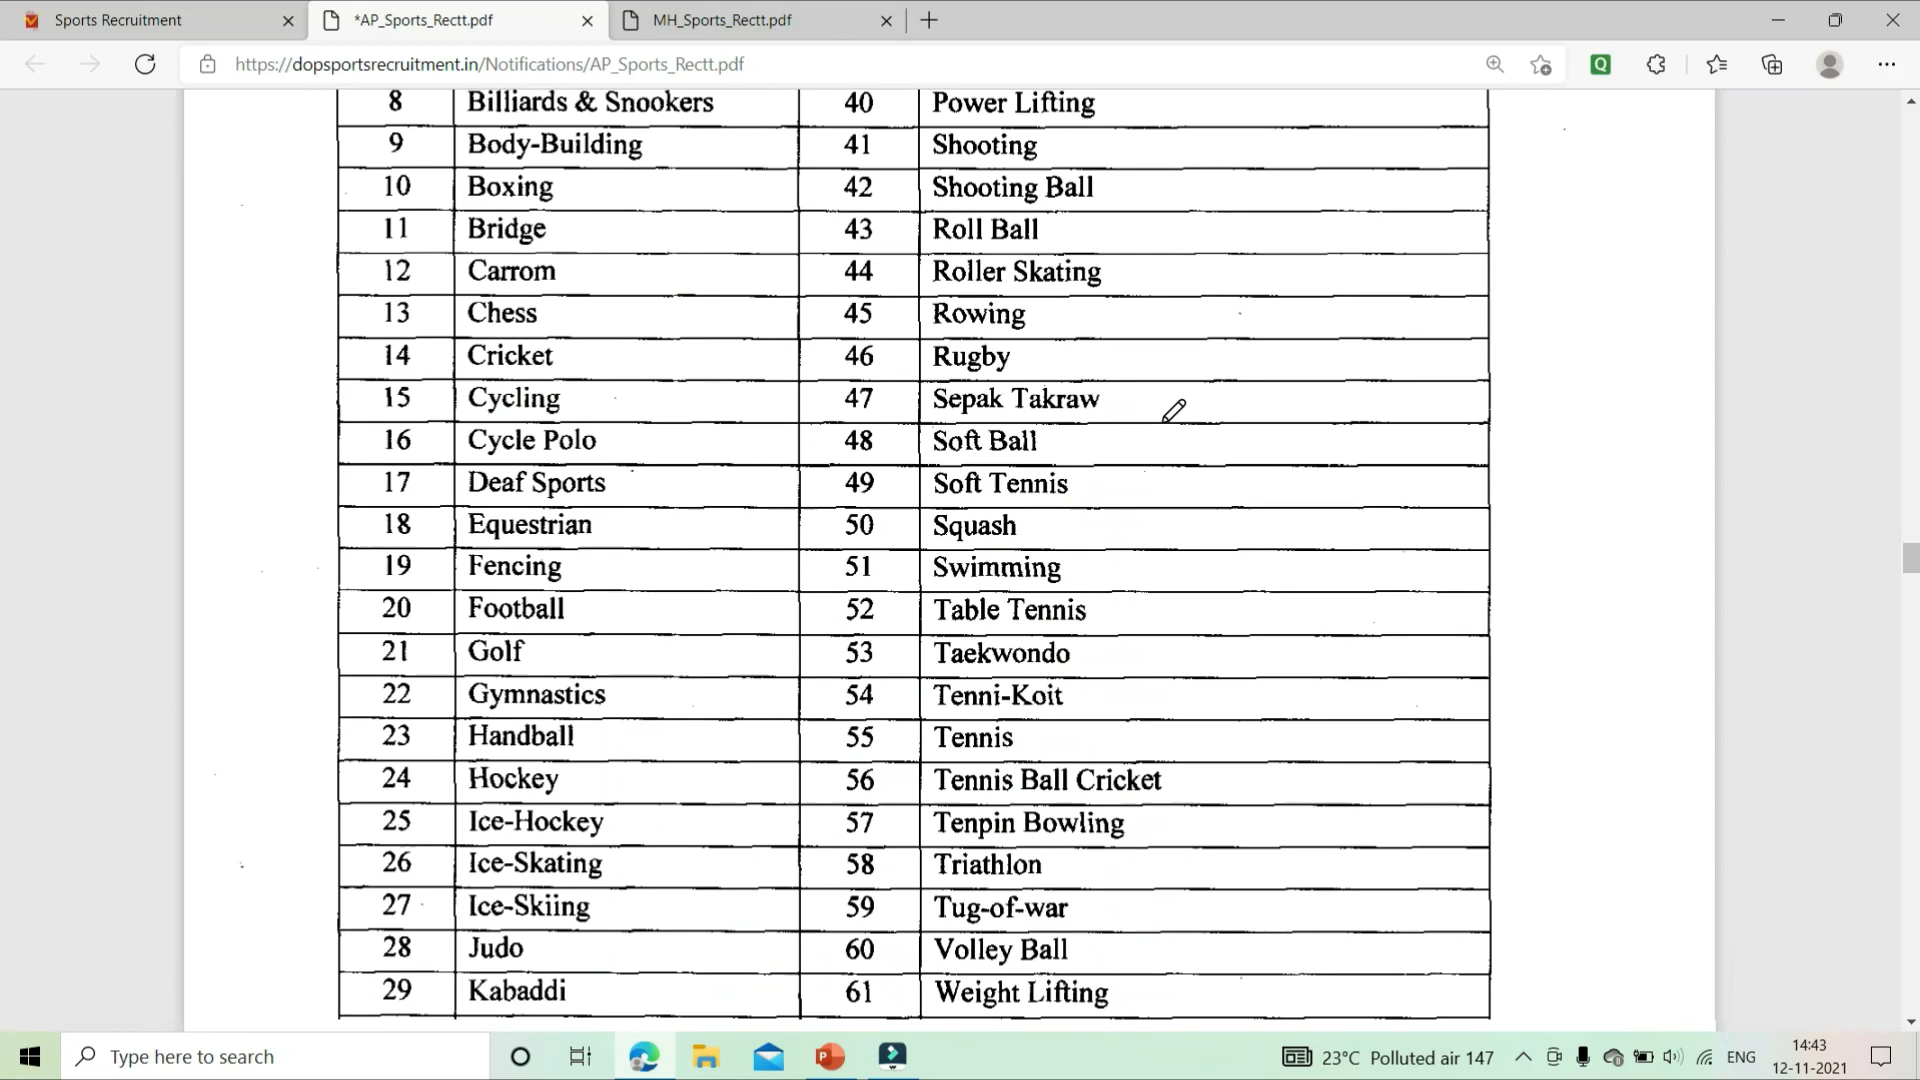 Sports Recruitment
*AP_Sports_Rectt.pdf
MH_Sports_Rectt.pdf
https://dopsportsrecruitment.in/Notifications/AP_Sports_Rectt.pdf
8 Billiards & Snookers 40 Power Lifting
9 Body-Building 41 Shooting
10 Boxing 42 Shooting Ball
11 Bridge 43 Roll Ball
12 Carrom 44 Roller Skating
13 Chess 45 Rowing
14 Cricket 46 Rugby
15 Cycling 47 Sepak Takraw
16 Cycle Polo 48 Soft Ball
17 Deaf Sports 49 Soft Tennis
18 Equestrian 50 Squash
19 Fencing 51 Swimming
20 Football 52 Table Tennis
21 Golf 53 Taekwondo
22 Gymnastics 54 Tenni-Koit
23 Handball 55 Tennis
24 Hockey 56 Tennis Ball Cricket
25 Ice-Hockey 57 Tenpin Bowling
26 Ice-Skating 58 Triathlon
27 Ice-Skiing 59 Tug-of-war
28 Judo 60 Volley Ball
29 Kabaddi 61 Weight Lifting
Type here to search
23°C Polluted air 147
ENG
14:43
12-11-2021